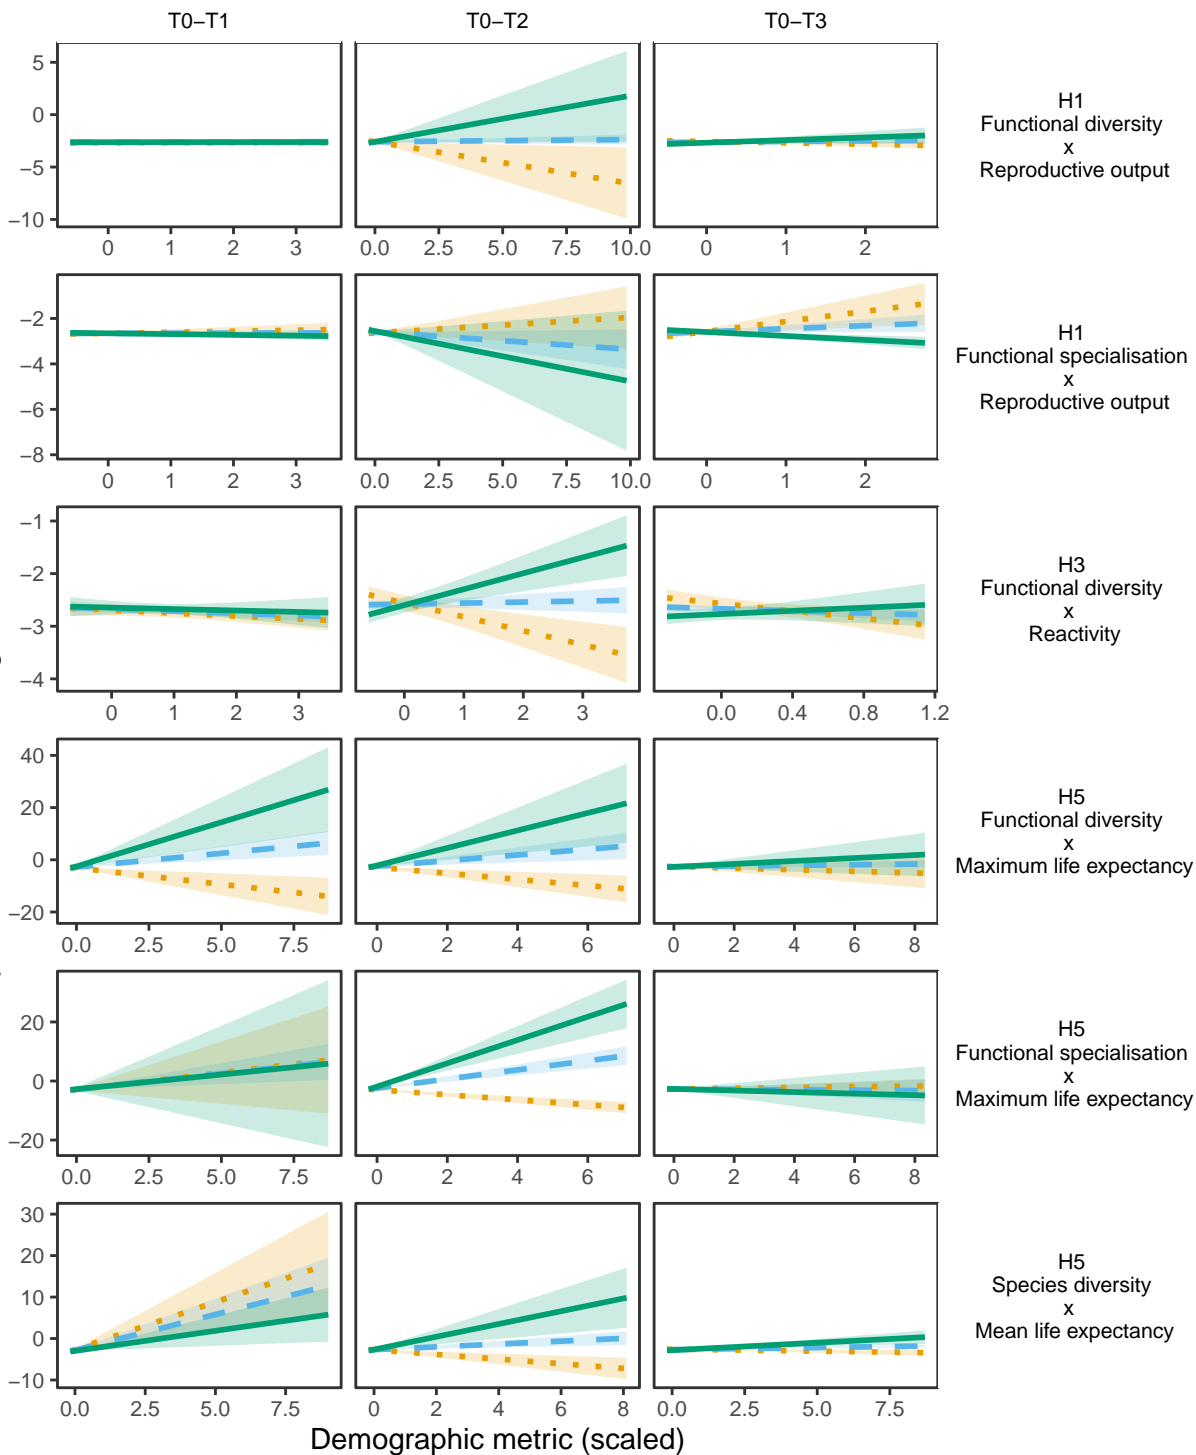 T0−T1 T0−T2 T0−T3
5
0
−5
−10
0 1 2 3
0.0 2.5 5.0 7.5 10.0
0 1 2
H1
Functional diversity
x
Reproductive output
−2
−4
−6
−8
0 1 2 3
0.0 2.5 5.0 7.5 10.0
0 1 2
H1
Functional specialisation
x
Reproductive output
−1
−2
−3
−4
0 1 2 3
0 1 2 3
0.0 0.4 0.8 1.2
H3
Functional diversity
x
Reactivity
40
20
0
−20
0.0 2.5 5.0 7.5
0 2 4 6
0 2 4 6 8
H5
Functional diversity
x
Maximum life expectancy
20
0
−20
0.0 2.5 5.0 7.5
0 2 4 6
0 2 4 6 8
H5
Functional specialisation
x
Maximum life expectancy
30
20
10
0
−10
0.0 2.5 5.0 7.5
0 2 4 6 8
0.0 2.5 5.0 7.5
H5
Species diversity
x
Mean life expectancy
Demographic metric (scaled)